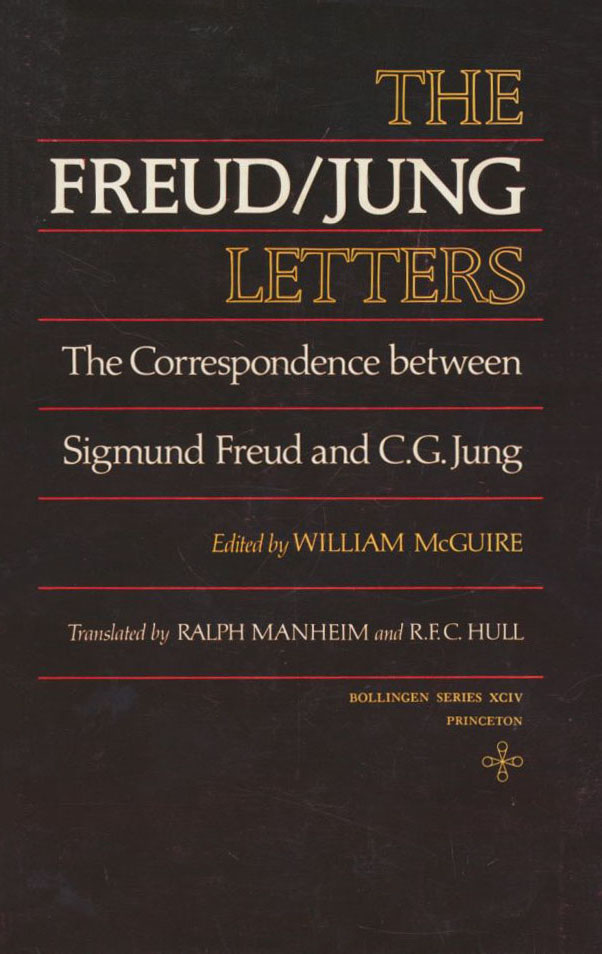 THE
FREUD/JUNG
LETTERS
The Correspondence between
Sigmund Freud and C.G. Jung
Edited by WILLIAM McGUIRE
Translated by RALPH MANHEIM and R.F.C. HULL
BOLLINGEN SERIES XCIV
PRINCETON